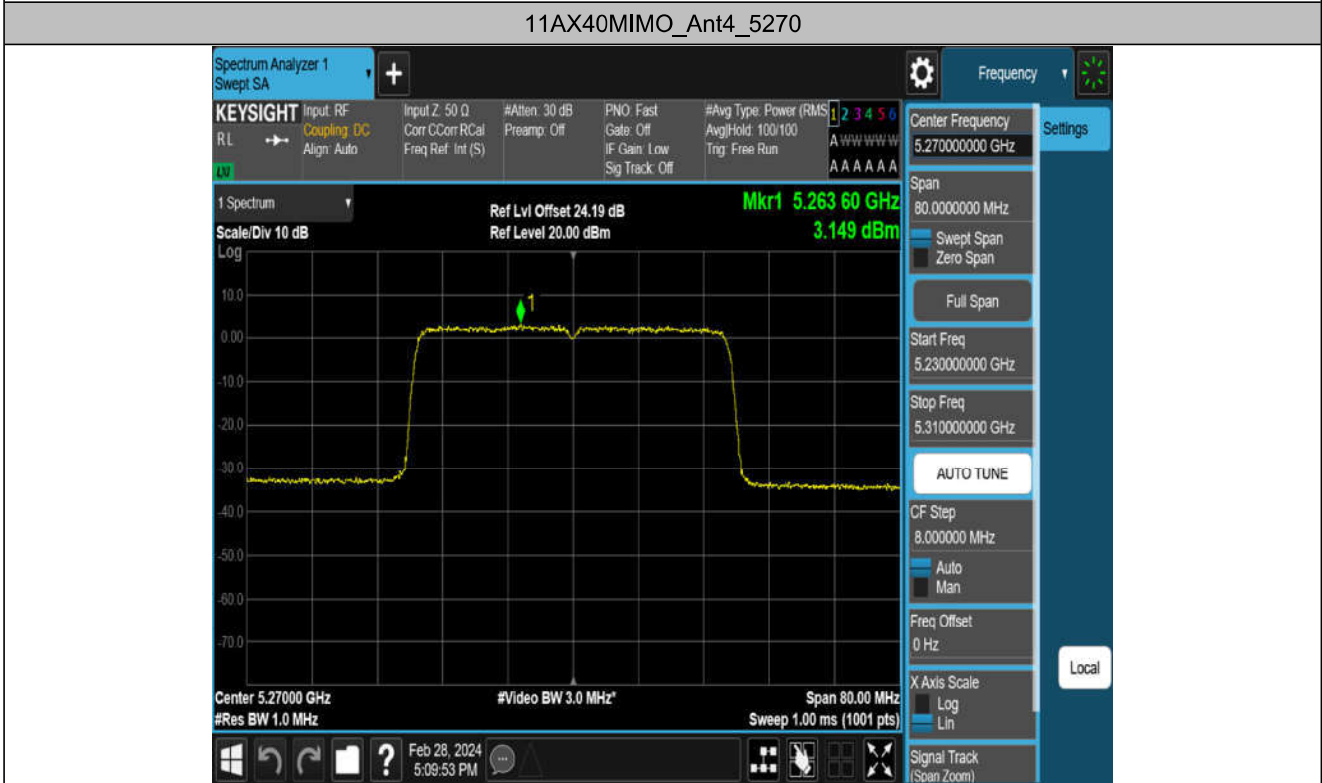 11AX40MIMO_Ant4_5270
Spectrum Analyzer 1
Swept SA
+
Frequency
KEYSIGHT
RL
Input: RF
Coupling: DC
Align: Auto
Input Z: 50 Ω
Corr CCorr RCal
Freq Ref: Int (S)
#Atten: 30 dB
Preamp: Off
PNO: Fast
Gate: Off
IF Gain: Low
Sig Track: Off
#Avg Type: Power (RMS
Avg|Hold: 100/100
Trig: Free Run
1 2 3 4 5 6
A W W W W W
A A A A A A
1 Spectrum
Scale/Div 10 dB
Log
Ref Lvl Offset 24.19 dB
Ref Level 20.00 dBm
Mkr1 5.263 60 GHz
3.149 dBm
1
10.0
0.00
-10.0
-20.0
-30.0
-40.0
-50.0
-60.0
-70.0
Center 5.27000 GHz
#Res BW 1.0 MHz
#Video BW 3.0 MHz*
Span 80.00 MHz
Sweep 1.00 ms (1001 pts)
?
Feb 28, 2024
5:09:53 PM
Center Frequency
5.270000000 GHz
Settings
Span
80.0000000 MHz
Swept Span
Zero Span
Full Span
Start Freq
5.230000000 GHz
Stop Freq
5.310000000 GHz
AUTO TUNE
CF Step
8.000000 MHz
Auto
Man
Freq Offset
0 Hz
X Axis Scale
Log
Lin
Local
Signal Track
(Span Zoom)